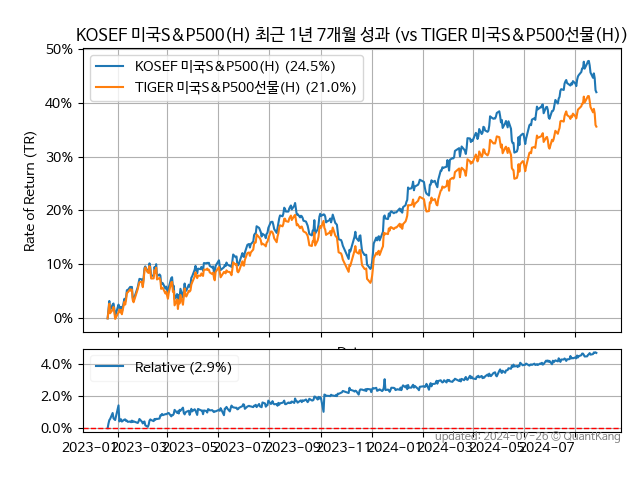 KOSEF 미국S&P500(H) 최근 1년 7개월 성과 (vs TIGER 미국S&P500선물(H))
50%
40%
30%
20%
10%
0%
Rate of Return (TR)
KOSEF 미국S&P500(H) (24.5%)
TIGER 미국S&P500선물(H) (21.0%)
4.0%
2.0%
0.0%
Relative (2.9%)
updated: 2024-07-26 © QuantKang
2023-01 2023-03 2023-05 2023-07 2023-09 2023-11 2024-01 2024-03 2024-05 2024-07